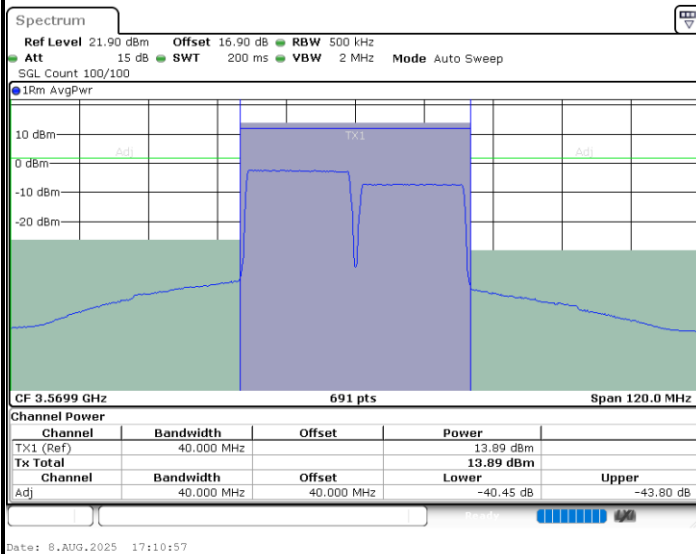 Spectrum
Ref Level 21.90 dBm Offset 16.90 dB RBW 500 kHz
Att 15 dB SWT 200 ms VBW 2 MHz Mode Auto Sweep
SGL Count 100/100
1Rm AvgPwr
10 dBm
TX1
Adj
Adj
0 dBm
-10 dBm
-20 dBm
CF 3.5699 GHz 691 pts Span 120.0 MHz
Channel Power
Channel Bandwidth Offset Power
TX1 (Ref) 40.000 MHz 13.89 dBm
Tx Total 13.89 dBm
Channel Bandwidth Offset Lower Upper
Adj 40.000 MHz 40.000 MHz -40.45 dB -43.80 dB
Ready
Date: 8.AUG.2025 17:10:57